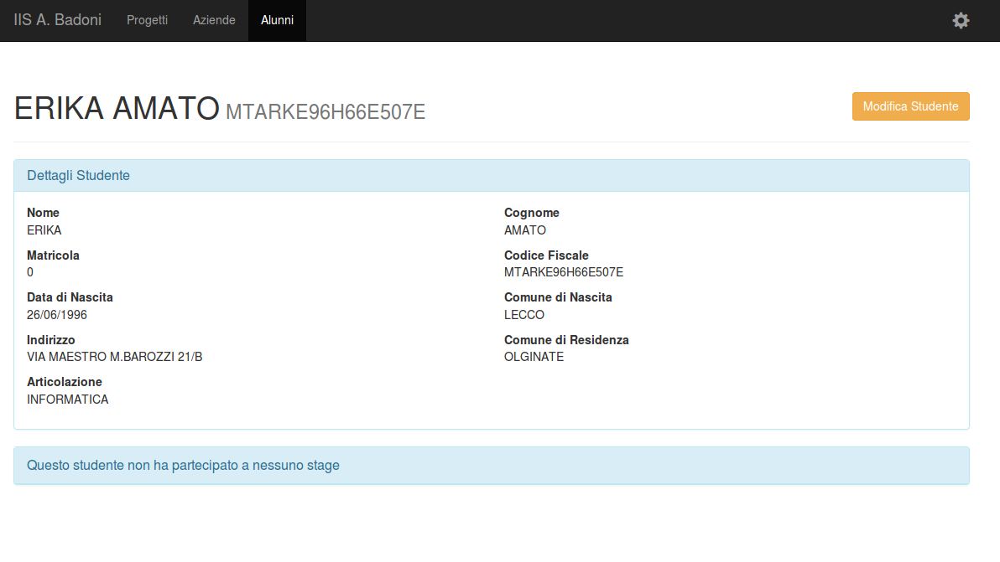 IIS A. Badoni Progetti Aziende Alunni
ERIKA AMATO MTARKE96H66E507E
Modifica Studente
Dettagli Studente
Nome
ERIKA
Cognome
AMATO
Matricola
0
Codice Fiscale
MTARKE96H66E507E
Data di Nascita
26/06/1996
Comune di Nascita
LECCO
Indirizzo
VIA MAESTRO M.BAROZZI 21/B
Comune di Residenza
OLGINATE
Articolazione
INFORMATICA
Questo studente non ha partecipato a nessuno stage